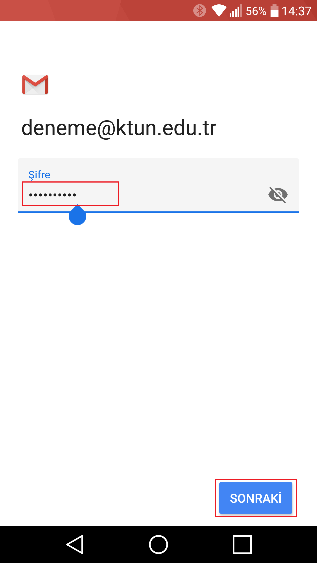 56% 14:37
deneme@ktun.edu.tr
Şifre
••••••••••
SONRAKİ